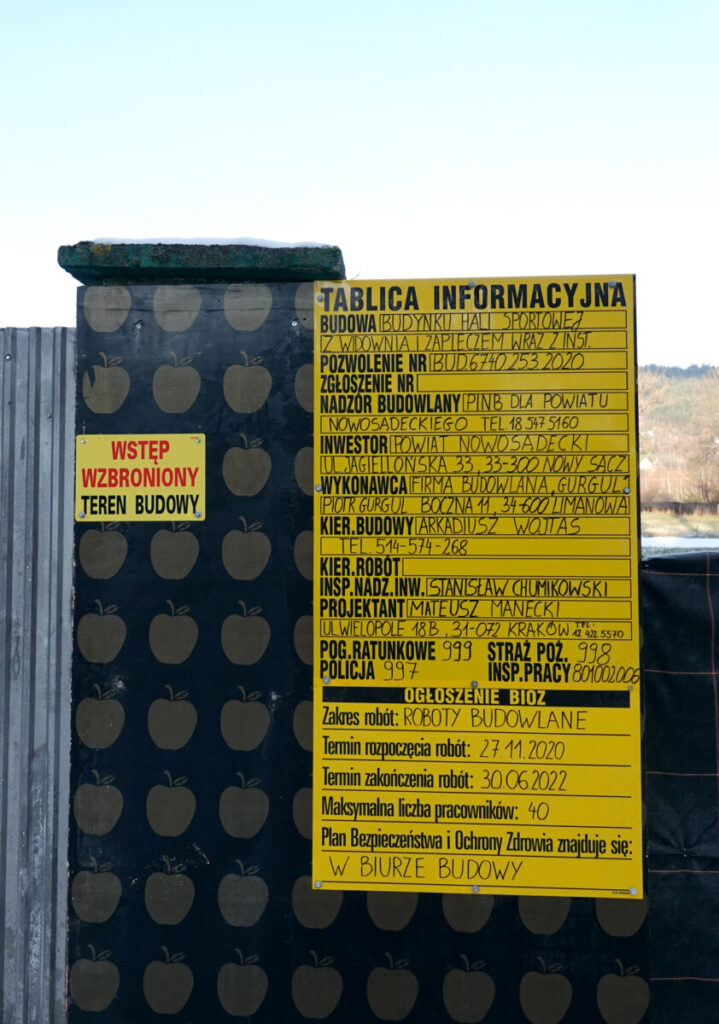 WSTĘP
WZBRONIONY
TEREN BUDOWY
TABLICA INFORMACYJNA
BUDOWA BUDYNKU HALI SPORTOWEJ
Z WIDOWNIĄ I ZAPLECZEM WRAZ Z INST.
POZWOLENIE NR BUD.6740.253.2020
ZGŁOSZENIE NR
NADZÓR BUDOWLANY PINB DLA POWIATU
NOWOSADECKIEGO TEL. 18 547 5160
INWESTOR POWIAT NOWOSĄDECKI
UL. JAGIELLOŃSKA 33, 33-300 NOWY SĄCZ
WYKONAWCA FIRMA BUDOWLANA „GURGUL”
PIOTR GURGUL BOCZNA 11, 34-600 LIMANOWA
KIER.BUDOWY ARKADIUSZ WOJTAS
TEL. 514-574-268
KIER.ROBÓT
INSP.NADZ.INW. STANISŁAW CHUMIKOWSKI
PROJEKTANT MATEUSZ MANECKI
UL WIELOPOLE 18B, 31-072 KRAKÓW TEL. 12 422 5570
POG.RATUNKOWE 999 STRAŻ POŻ. 998
POLICJA 997 INSP.PRACY 801002006
OGŁOSZENIE BIOZ
Zakres robót: ROBOTY BUDOWLANE
Termin rozpoczęcia robót: 27.11.2020
Termin zakończenia robót: 30.06.2022
Maksymalna liczba pracowników: 40
Plan Bezpieczeństwa i Ochrony Zdrowia znajduje się:
W BIURZE BUDOWY